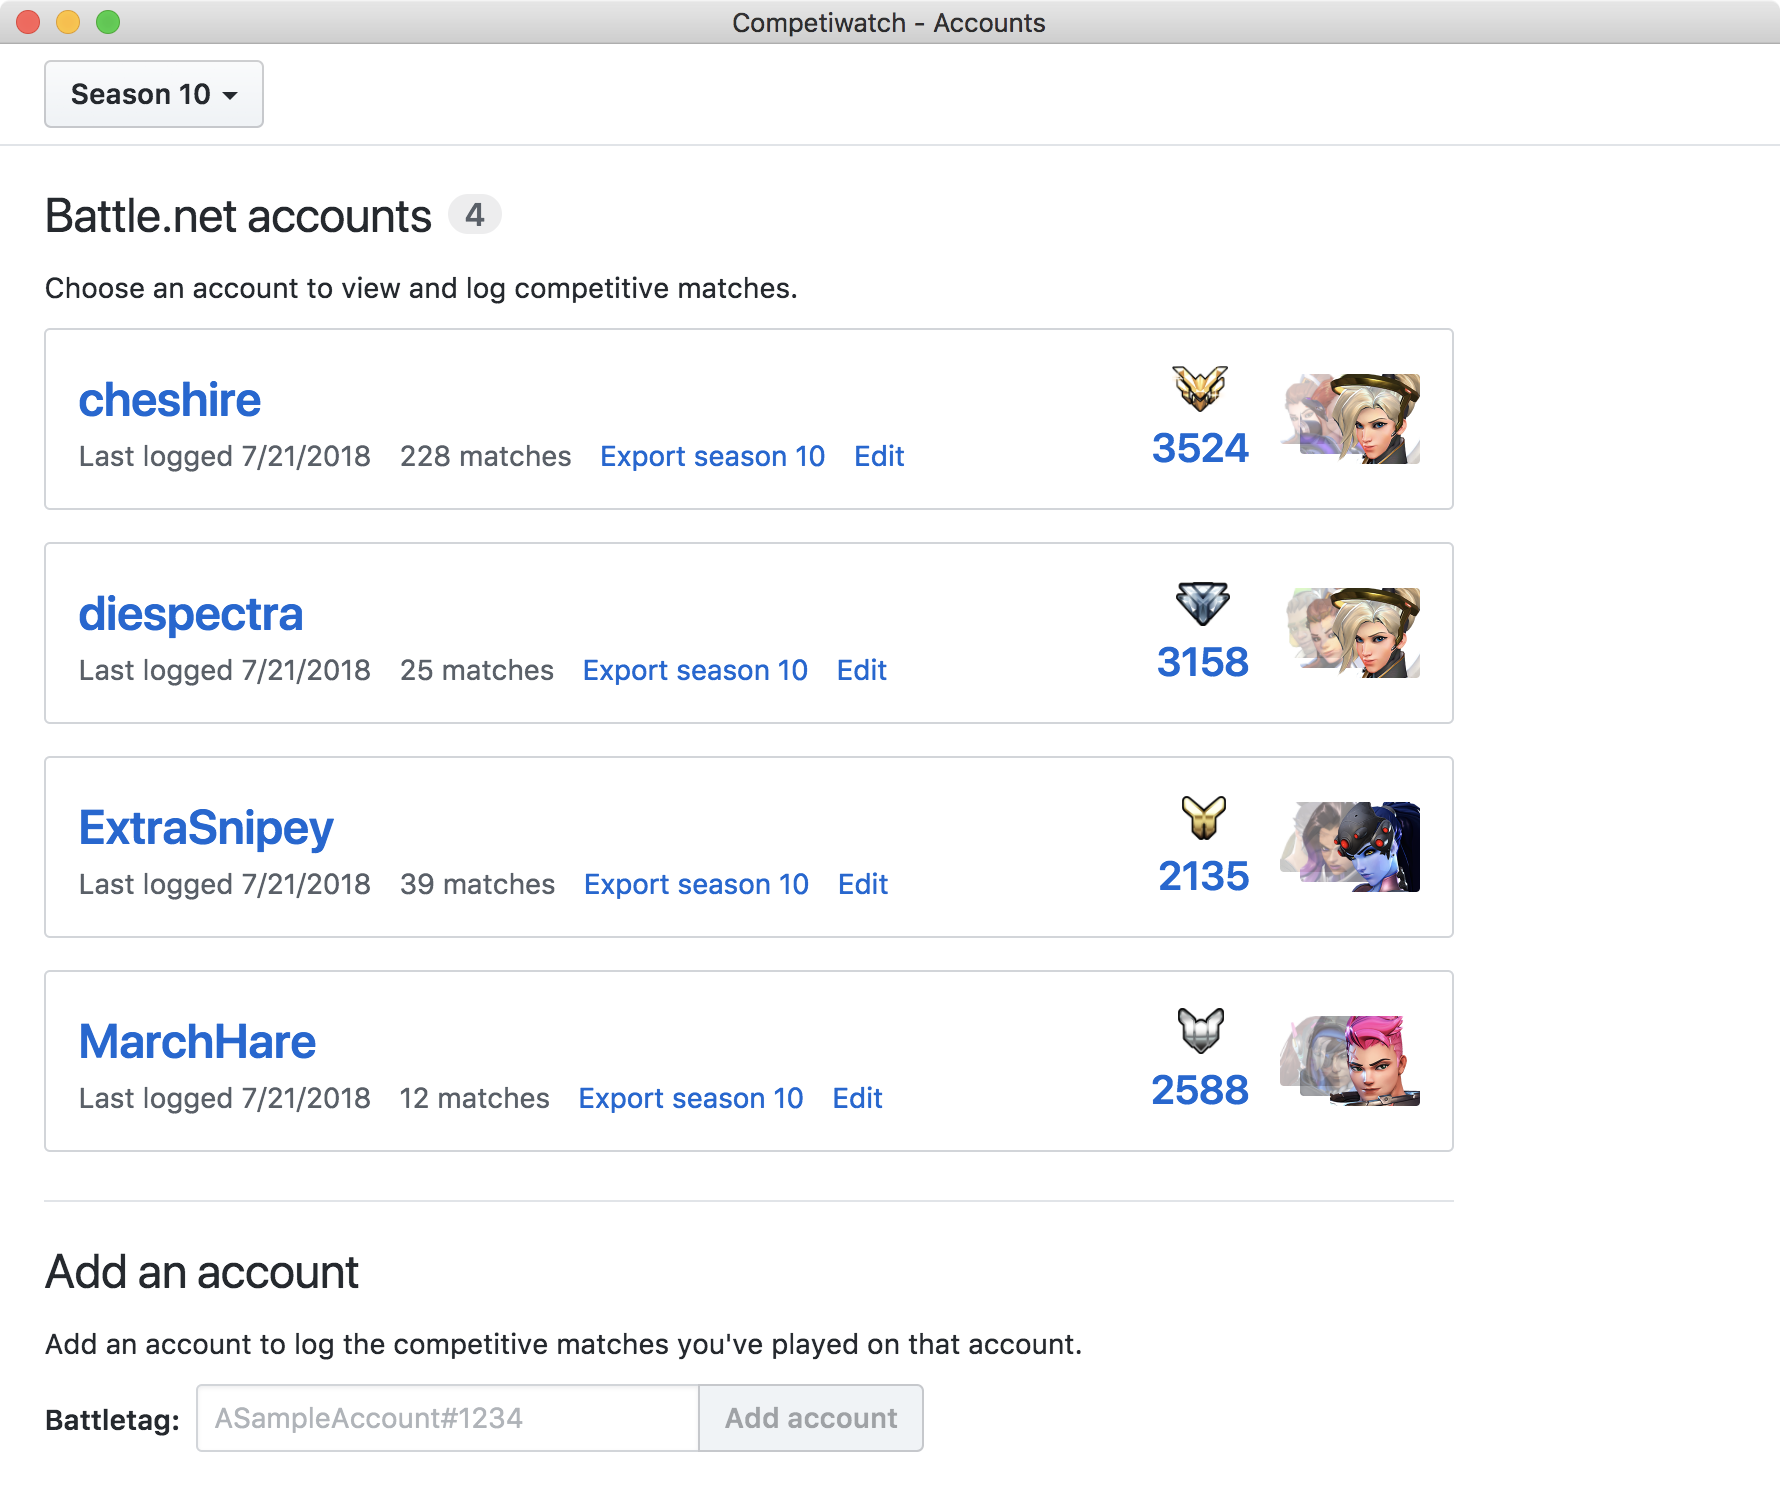 Competiwatch - Accounts
Season 10
Battle.net accounts 4
Choose an account to view and log competitive matches.
cheshire
Last logged 7/21/2018 228 matches Export season 10 Edit
3524
diespectra
Last logged 7/21/2018 25 matches Export season 10 Edit
3158
ExtraSnipey
Last logged 7/21/2018 39 matches Export season 10 Edit
2135
MarchHare
Last logged 7/21/2018 12 matches Export season 10 Edit
2588
Add an account
Add an account to log the competitive matches you've played on that account.
Battletag: ASampleAccount#1234 Add account